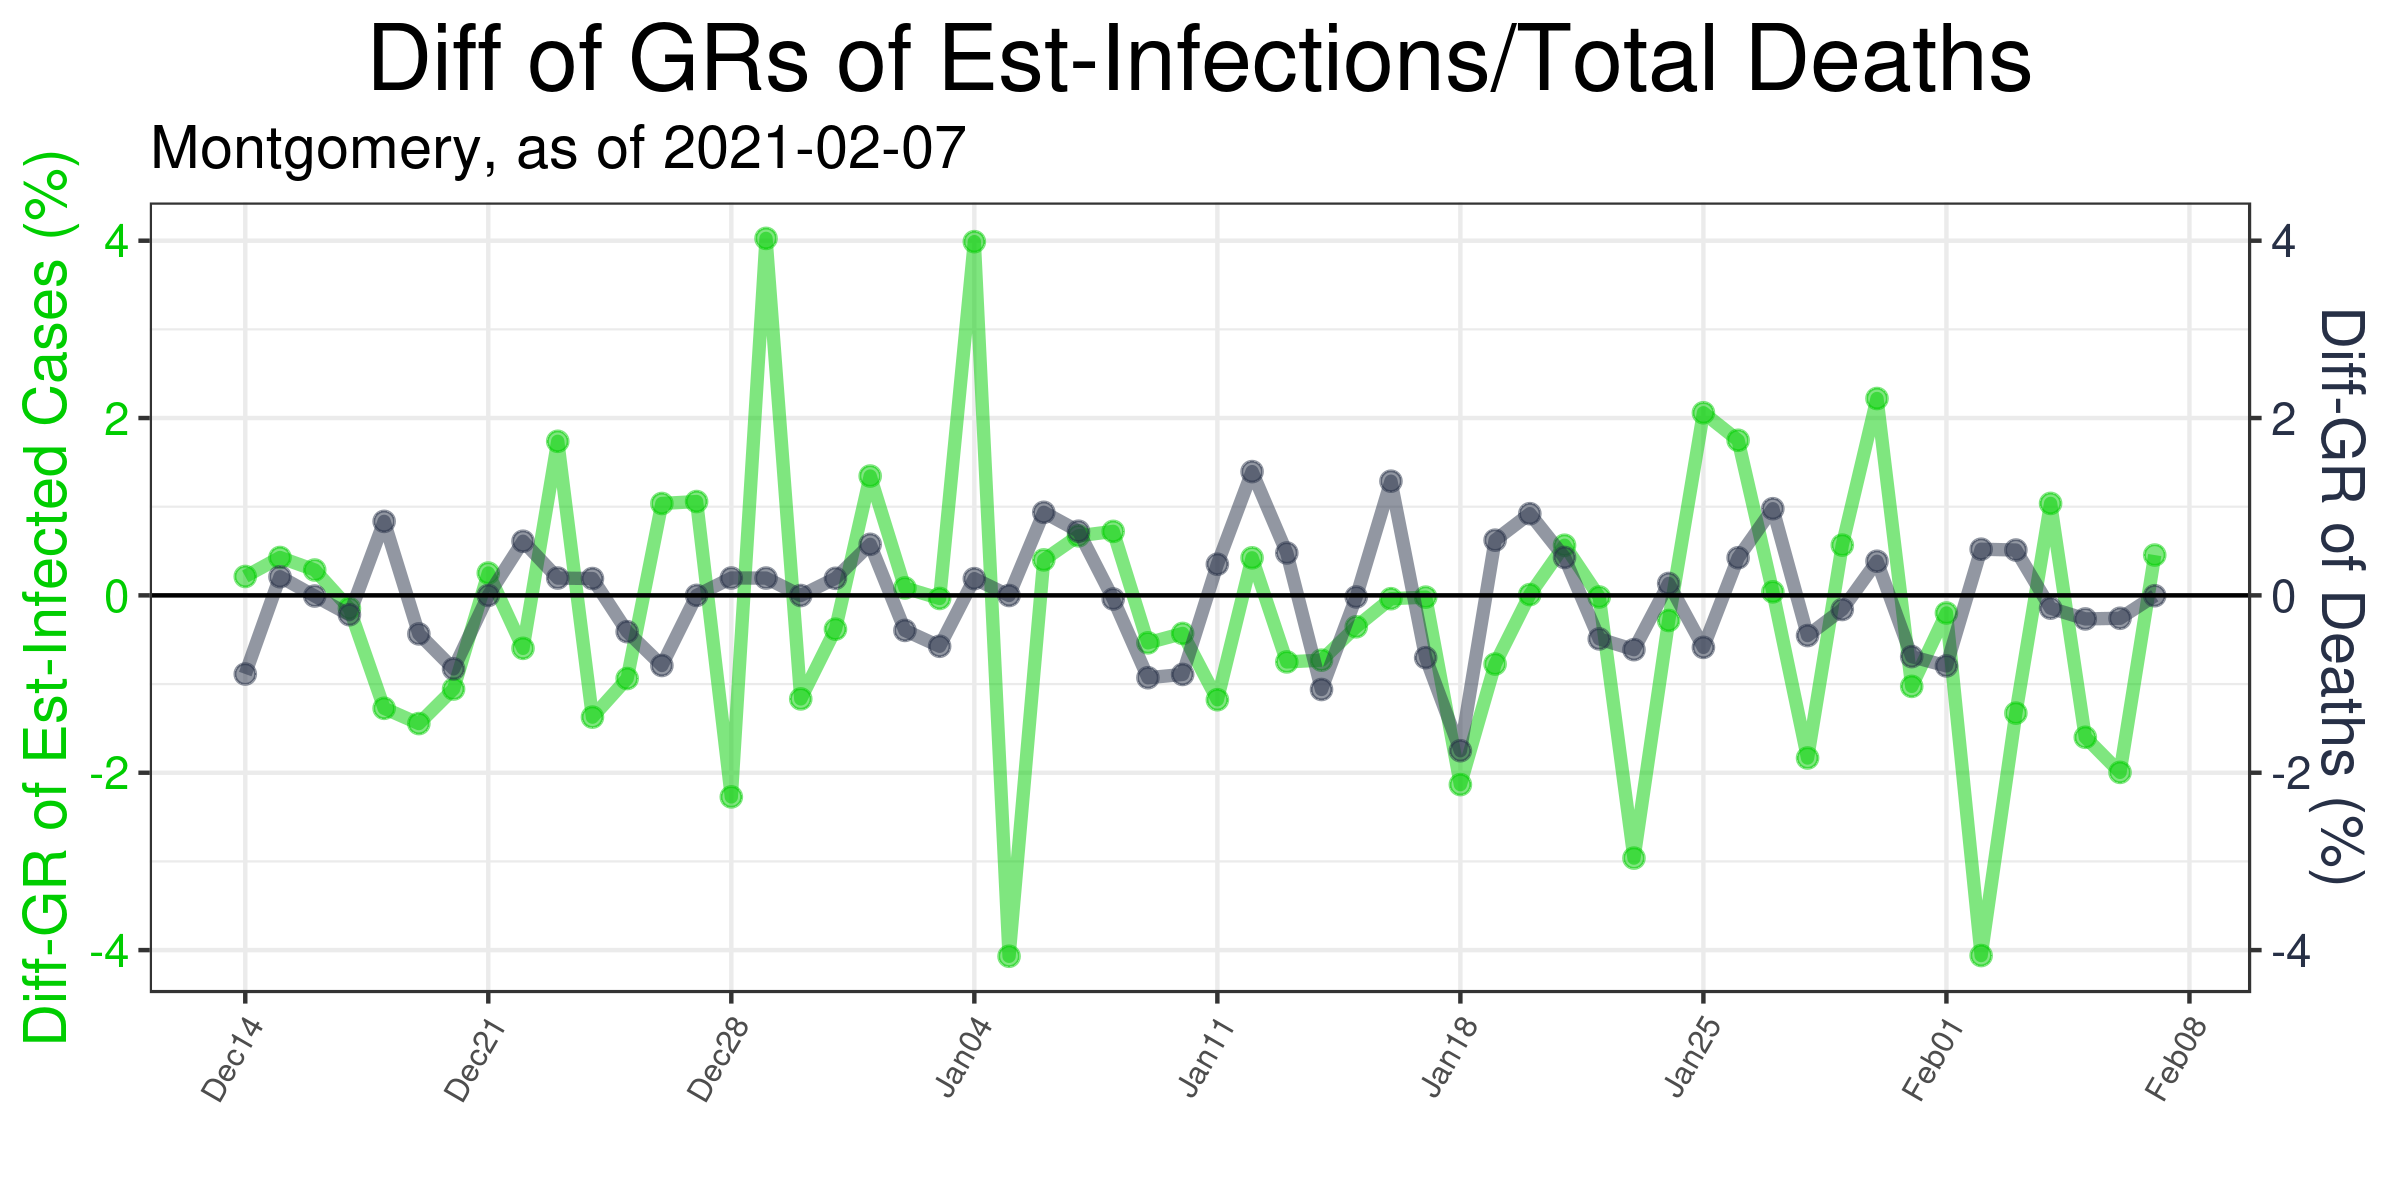 Diff of GRs of Est-Infections/Total Deaths
Montgomery, as of 2021-02-07
Diff-GR of Est-Infected Cases (%)
4
2
0
-2
-4
4
2
0
-2
-4
Diff-GR of Deaths (%)
Dec14
Dec21
Dec28
Jan04
Jan11
Jan18
Jan25
Feb01
Feb08